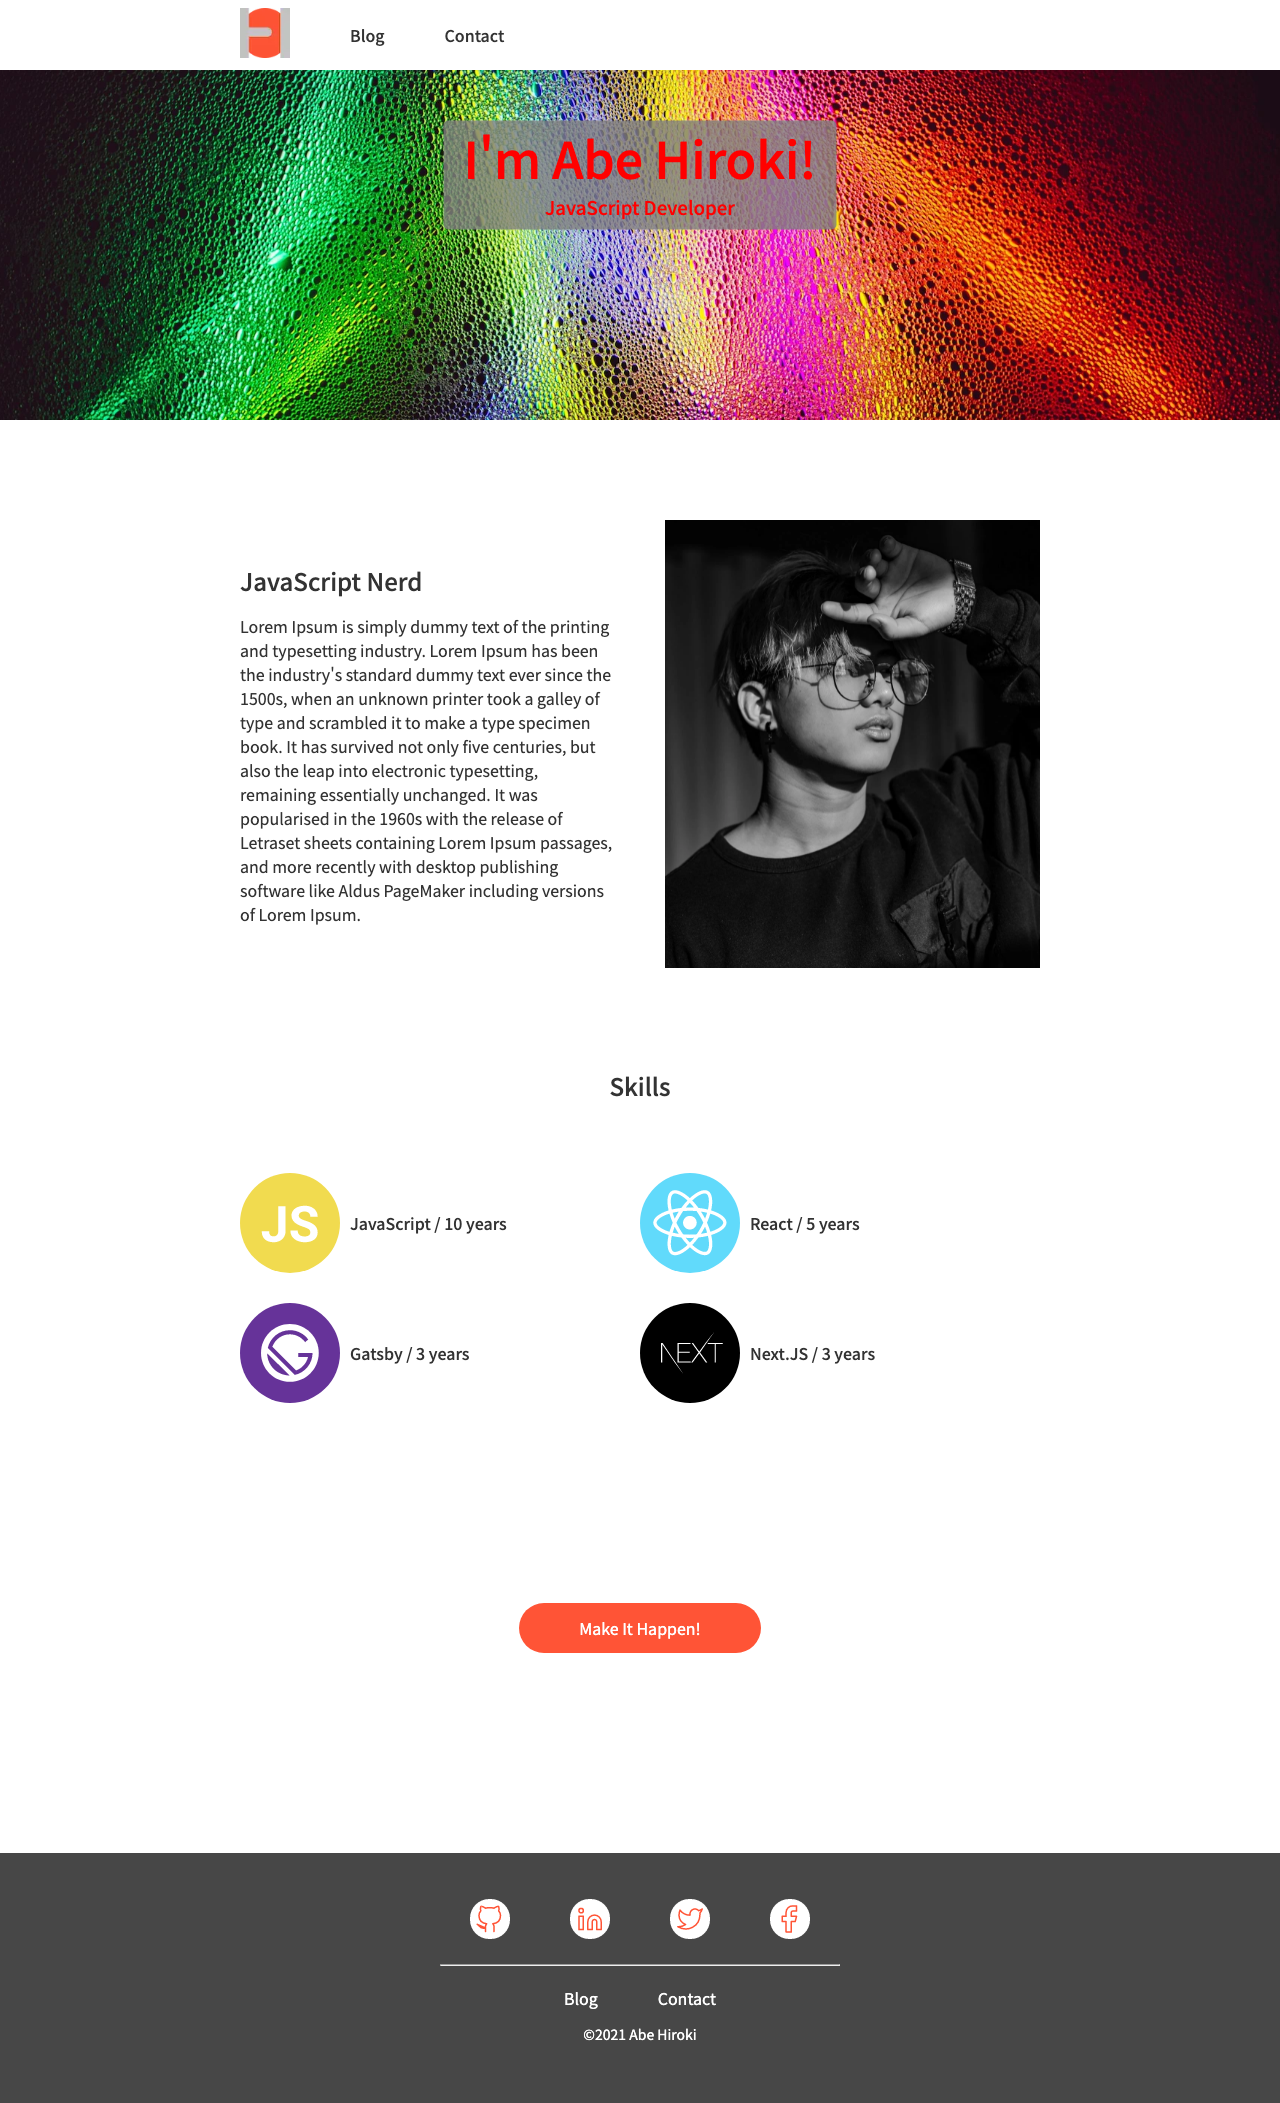 Blog Contact
I'm Abe Hiroki!
JavaScript Developer
JavaScript Nerd
Lorem Ipsum is simply dummy text of the printing
and typesetting industry. Lorem Ipsum has been
the industry's standard dummy text ever since the
1500s, when an unknown printer took a galley of
type and scrambled it to make a type specimen
book. It has survived not only five centuries, but
also the leap into electronic typesetting,
remaining essentially unchanged. It was
popularised in the 1960s with the release of
Letraset sheets containing Lorem Ipsum passages,
and more recently with desktop publishing
software like Aldus PageMaker including versions
of Lorem Ipsum.
Skills
JS JavaScript / 10 years
React / 5 years
Gatsby / 3 years
NEXT Next.JS / 3 years
Make It Happen!
Blog Contact
©2021 Abe Hiroki